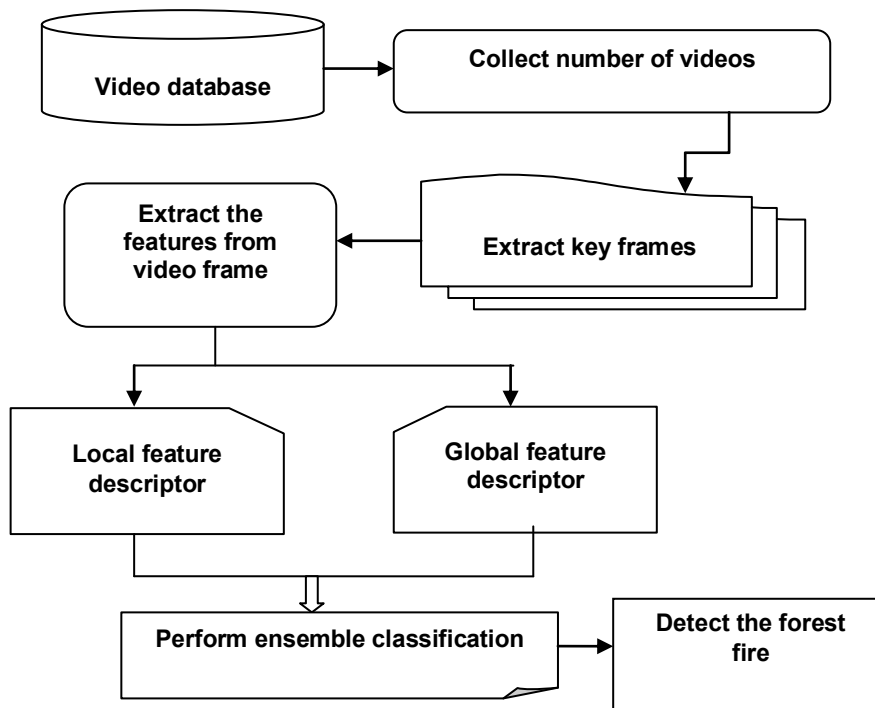 Video database
Collect number of videos
Extract key frames
Extract the
features from
video frame
Local feature
descriptor
Global feature
descriptor
Perform ensemble classification
Detect the forest
fire